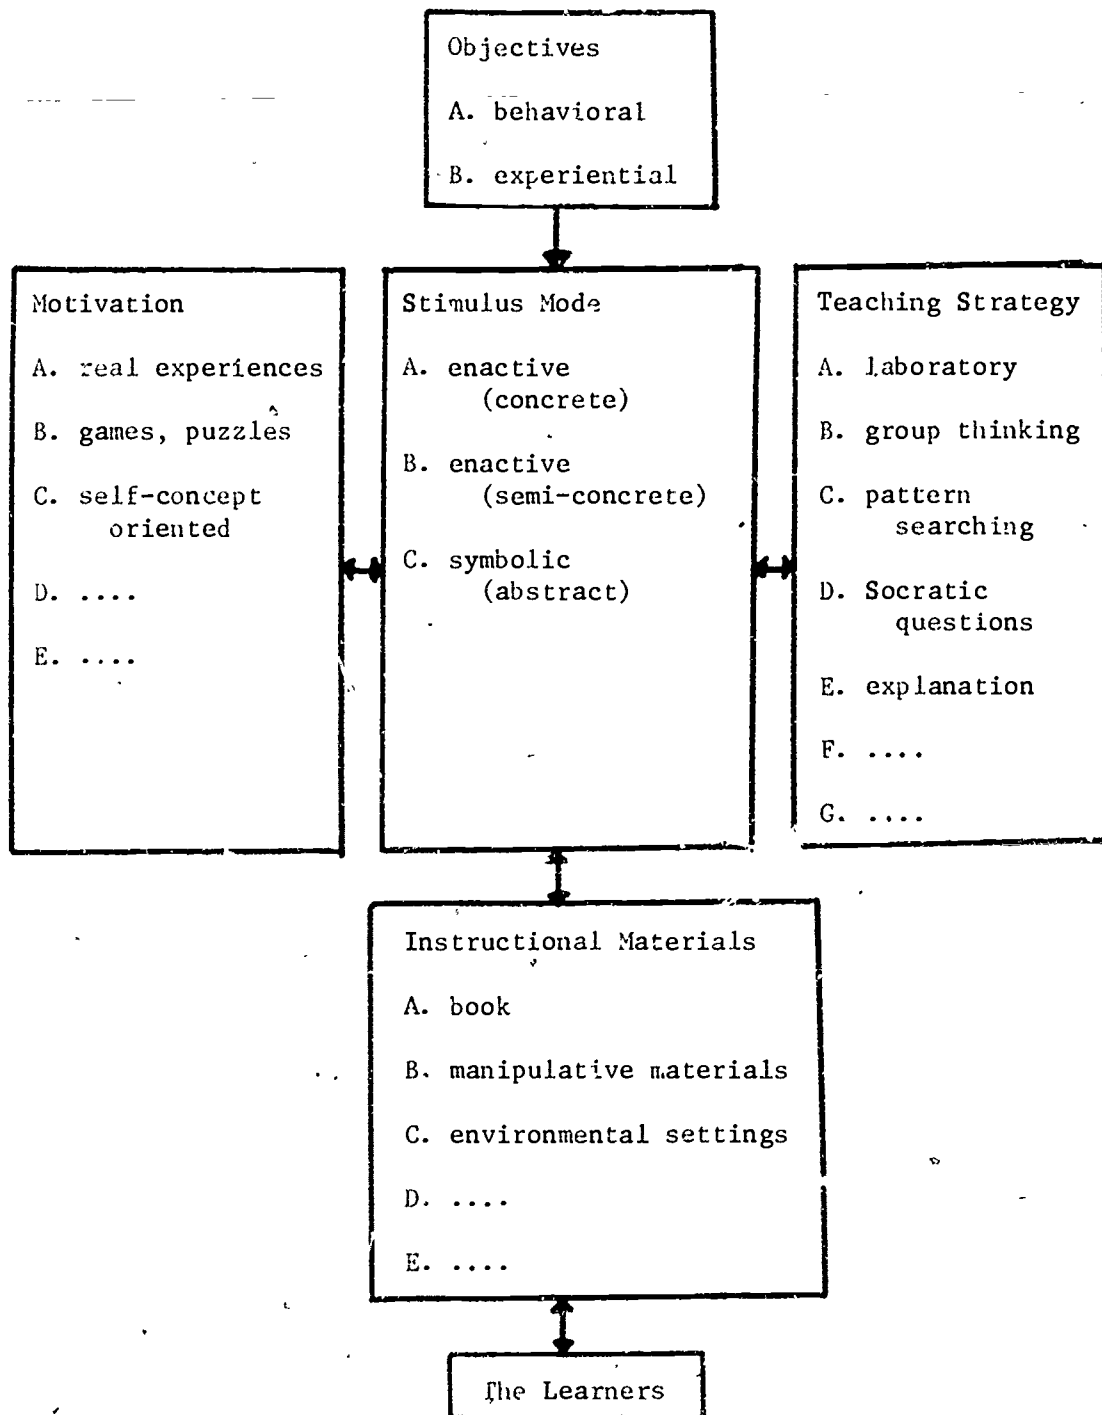 Objectives
A. behavioral
B. experiential
Motivation
A. real experiences
B. games, puzzles
C. self-concept
oriented
D. ....
E. ....
Stimulus Mode
A. enactive
(concrete)
B. enactive
(semi-concrete)
C. symbolic
(abstract)
Teaching Strategy
A. laboratory
B. group thinking
C. pattern
searching
D. Socratic
questions
E. explanation
F. ....
G. ....
Instructional Materials
A. book
B. manipulative materials
C. environmental settings
D. ....
E. ....
The Learners